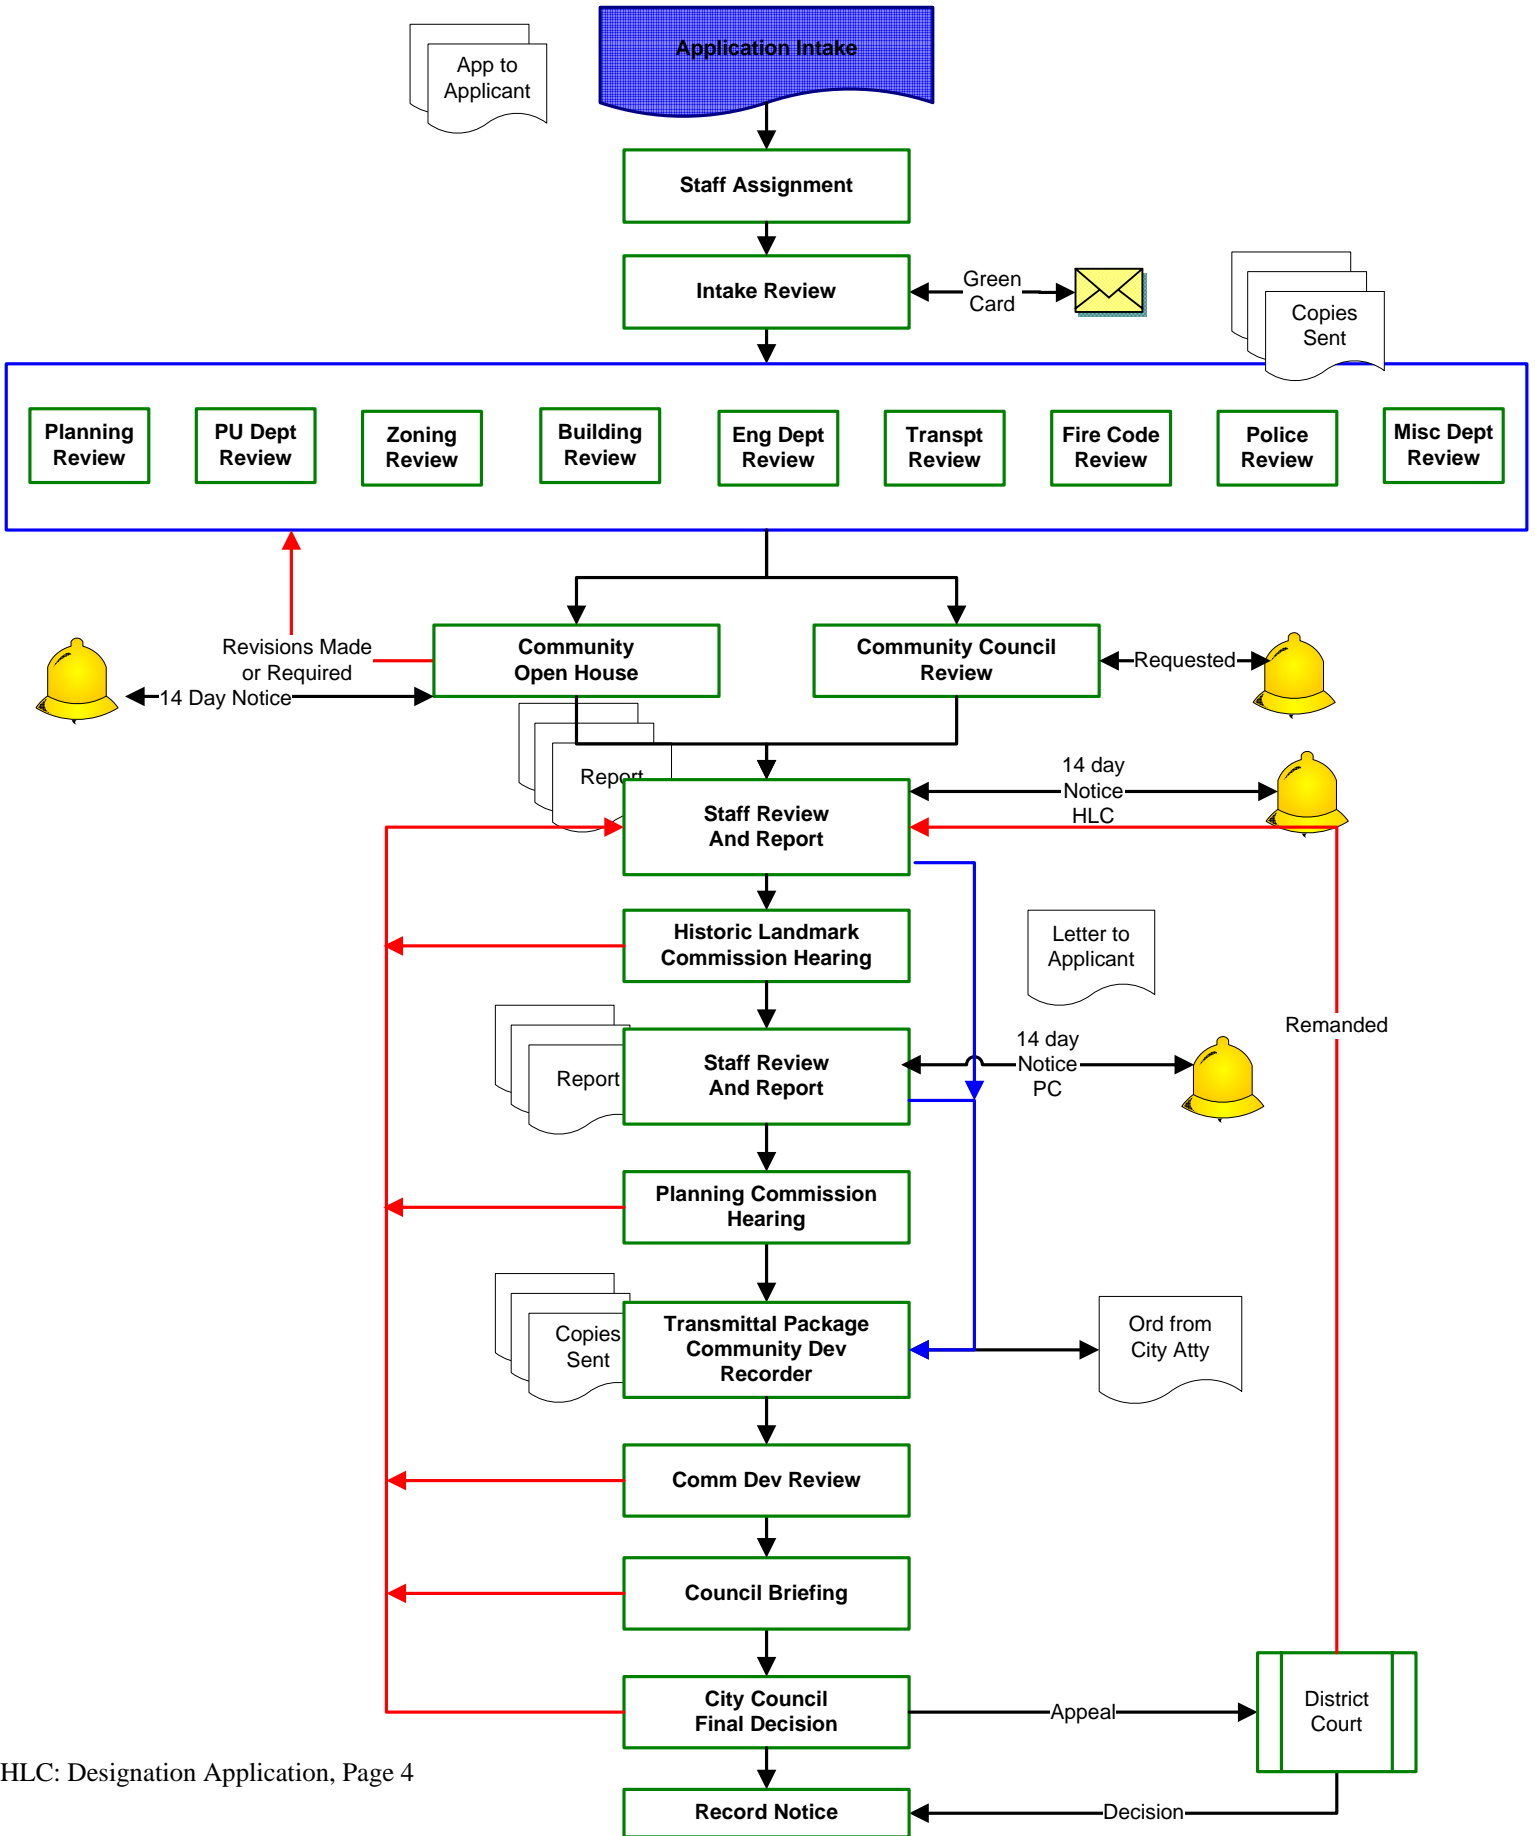 Application Intake
App to
Applicant
Staff Assignment
Intake Review
Green
Card
Copies
Sent
Planning
Review
PU Dept
Review
Zoning
Review
Building
Review
Eng Dept
Review
Transpt
Review
Fire Code
Review
Police
Review
Misc Dept
Review
Revisions Made
or Required
14 Day Notice
Community
Open House
Community Council
Review
Requested
Report
Staff Review
And Report
14 day
Notice
HLC
Historic Landmark
Commission Hearing
Letter to
Applicant
Remanded
Report
Staff Review
And Report
14 day
Notice
PC
Planning Commission
Hearing
Copies
Sent
Transmittal Package
Community Dev
Recorder
Ord from
City Atty
Comm Dev Review
Council Briefing
City Council
Final Decision
Appeal
District
Court
HLC: Designation Application, Page 4
Record Notice
Decision